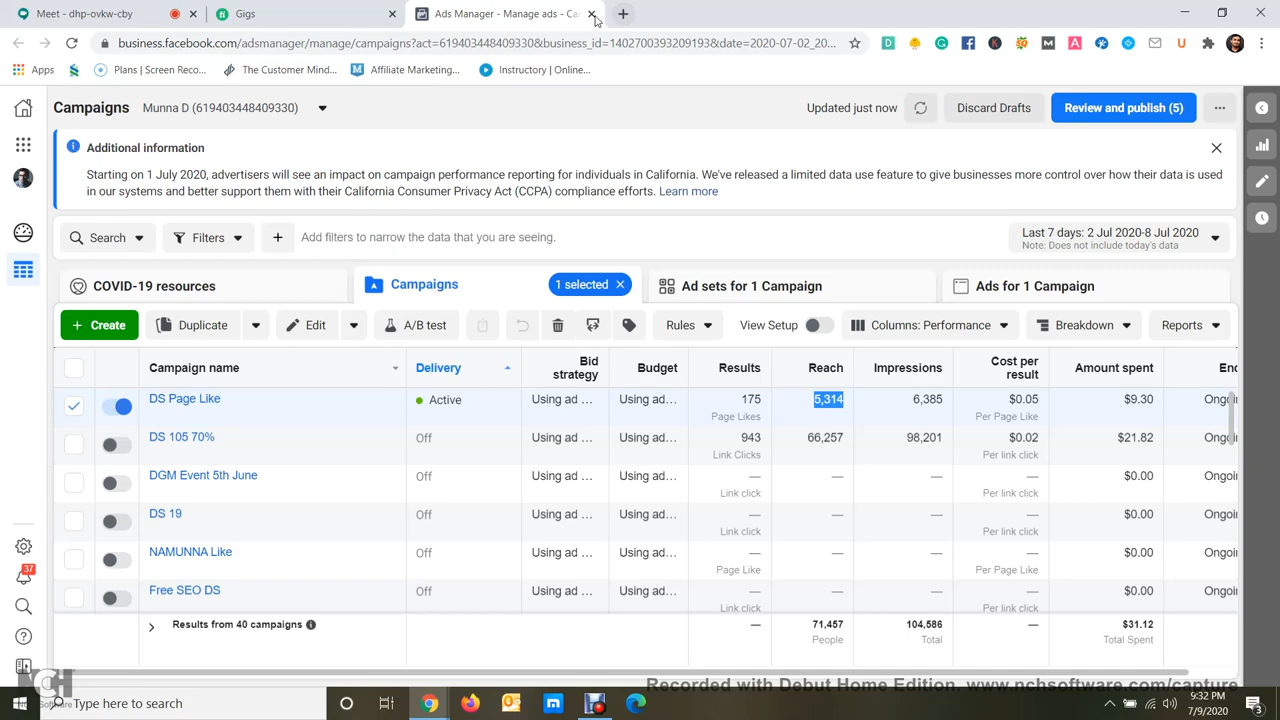 Meet - dhp-ovkw-cby
Gigs
Ads Manager - Manage ads - Ca
business.facebook.com/adsmanager/manage/campaigns?act=619403448409330&business_id=1402700393209193&date=2020-07-02_20...
Apps
Plans | Screen Reco...
The Customer Mind...
Affiliate Marketing...
Instructory | Online...
Campaigns
Munna D (619403448409330)
Updated just now
Discard Drafts
Review and publish (5)
Additional information
Starting on 1 July 2020, advertisers will see an impact on campaign performance reporting for individuals in California. We've released a limited data use feature to give businesses more control over how their data is used
in our systems and better support them with their California Consumer Privacy Act (CCPA) compliance efforts. Learn more
Search
Filters
Add filters to narrow the data that you are seeing.
Last 7 days: 2 Jul 2020-8 Jul 2020
Note: Does not include today's data
COVID-19 resources
Campaigns
1 selected
Ad sets for 1 Campaign
Ads for 1 Campaign
+ Create
Duplicate
Edit
A/B test
Rules
View Setup
Columns: Performance
Breakdown
Reports
Campaign name
Delivery
Bid strategy
Budget
Results
Reach
Impressions
Cost per result
Amount spent
End
DS Page Like Active Using ad ... Using ad... 175 5,314 6,385 $0.05 $9.30 Ongoi
Page Likes Per Page Like
DS 105 70% Off Using ad ... Using ad... 943 66,257 98,201 $0.02 $21.82 Ongoi
Link Clicks Per link click
DGM Event 5th June Off Using ad ... Using ad... — — — — $0.00 Ongoi
Link click Per link click
DS 19 Off Using ad ... Using ad... — — — — $0.00 Ongoi
Link click Per link click
NAMUNNA Like Off Using ad ... Using ad... — — — — $0.00 Ongoi
Page Like Per Page Like
Free SEO DS Off Using ad ... Using ad... — — — — $0.00 Ongoi
Link click Per link click
Results from 40 campaigns — 71,457 104,586 — $31.12
People Total Total Spent
37
NCH Software
Recorded with Debut Home Edition. www.nchsoftware.com/capture
Type here to search
9:32 PM
7/9/2020
3